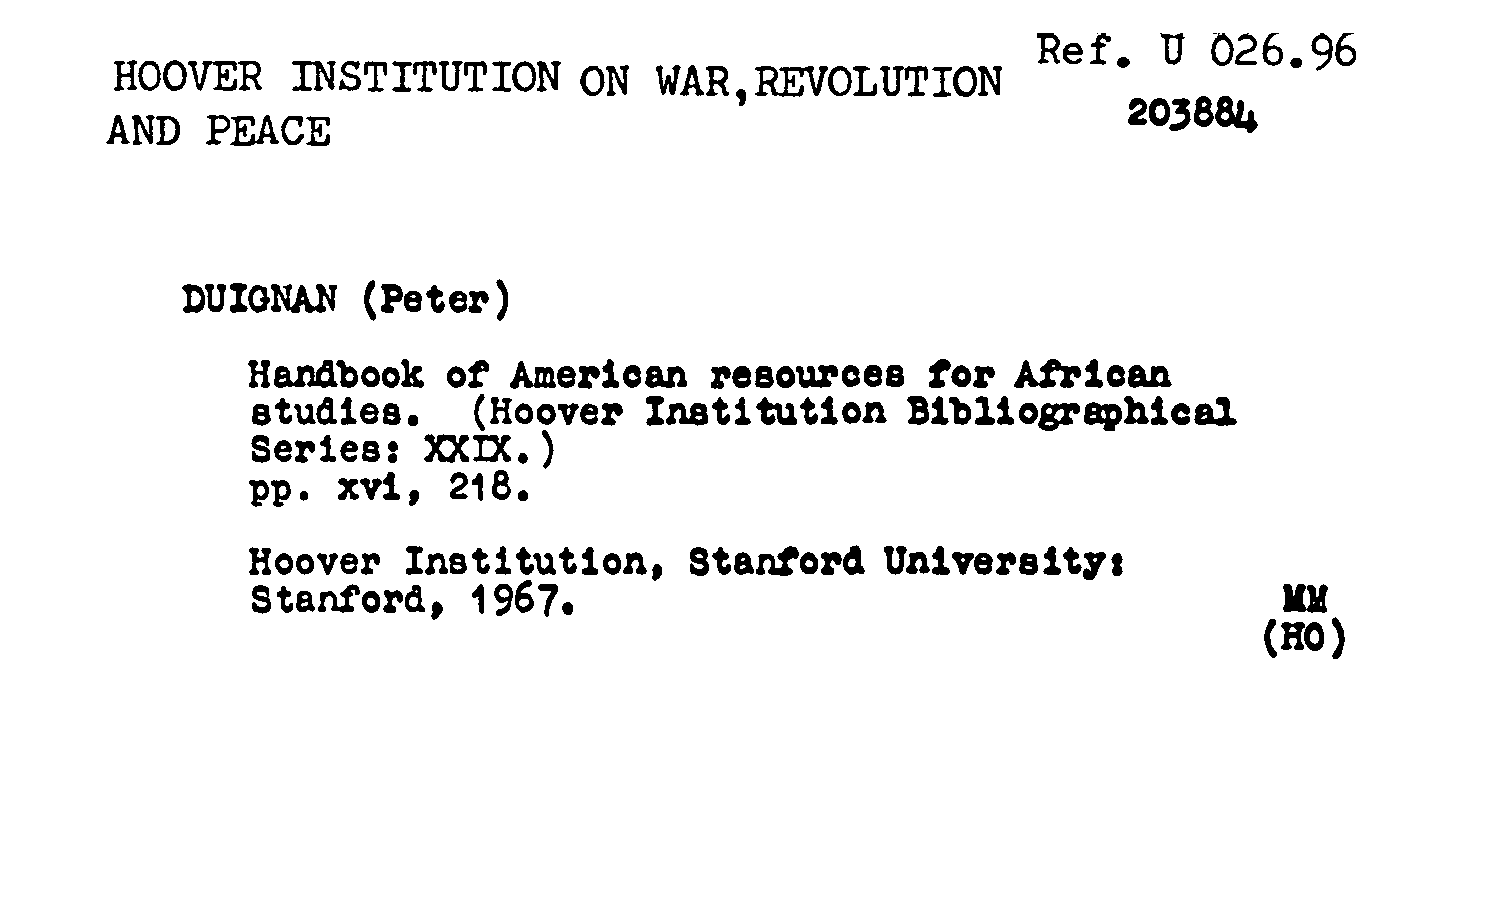 HOOVER INSTITUTION ON WAR, REVOLUTION
AND PEACE
Ref. U 026.96
203884
DUIGNAN (Peter)
Handbook of American resources for African
studies. (Hoover Institution Bibliographical
Series: XXIX.)
pp. xvi, 218.
Hoover Institution, Stanford University:
Stanford, 1967.
MM
(HO)